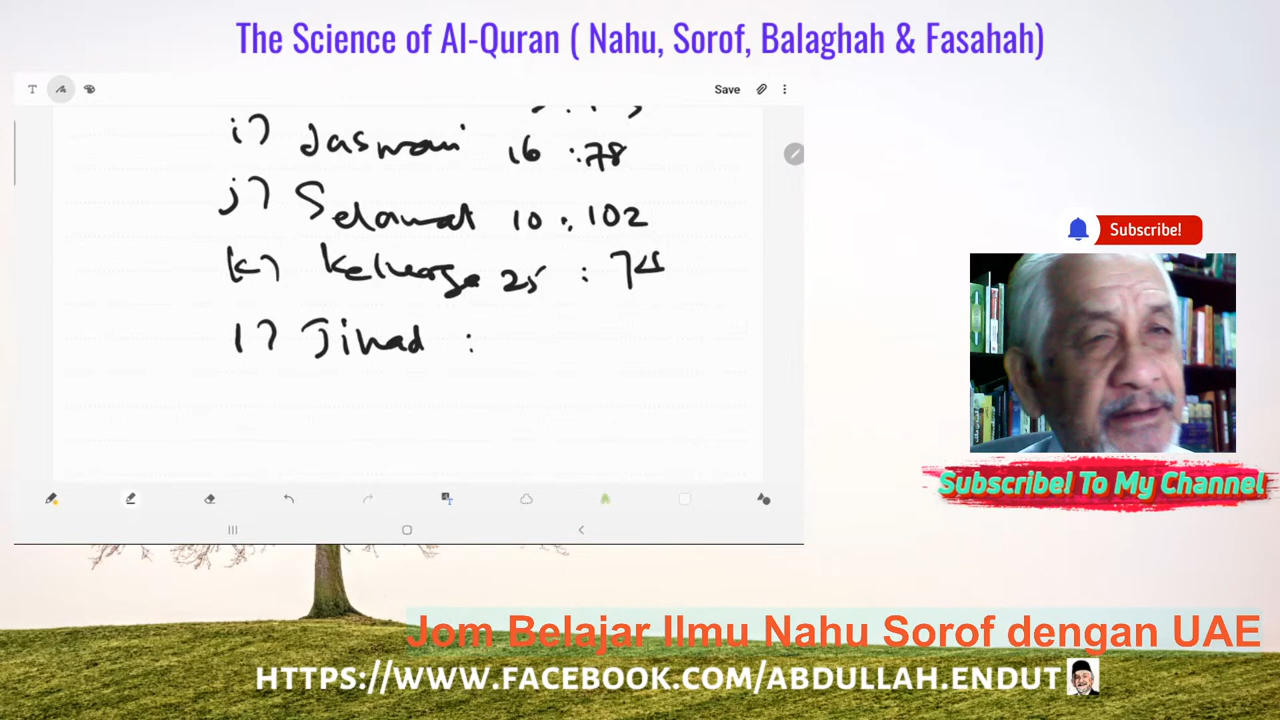 The Science of Al-Quran ( Nahu, Sorof, Balaghah & Fasahah)
T
Save
i) Jasmani 16 : 78
j) Selamat 10 : 102
k) Keluarga 25 : 74
l) Jihad :
Subscribe!
Subscribe! To My Channel
Jom Belajar Ilmu Nahu Sorof dengan UAE
HTTPS://WWW.FACEBOOK.COM/ABDULLAH.ENDUT